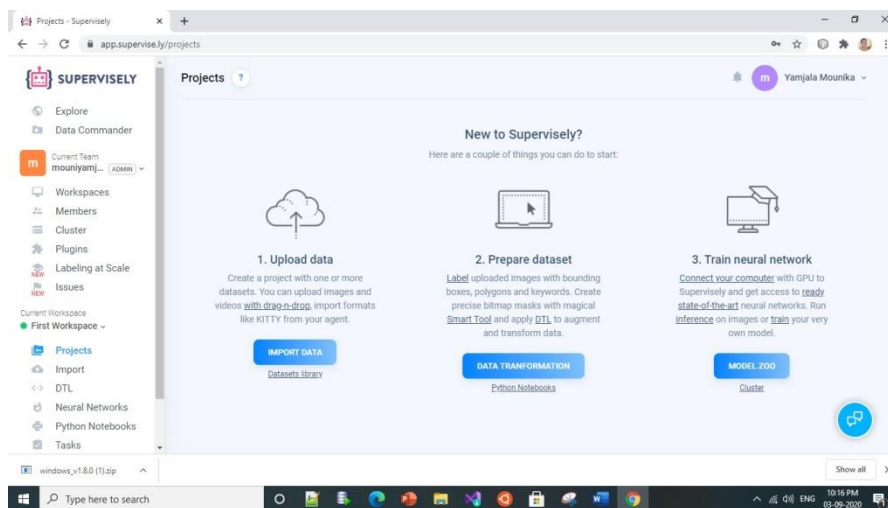 Projects - Supervisely
app.supervise.ly/projects
SUPERVISELY
Explore
Data Commander
m
Current Team
mouniyamj... ADMIN
Workspaces
Members
Cluster
Plugins
NEW
Labeling at Scale
NEW
Issues
Current Workspace
First Workspace
Projects
Import
DTL
Neural Networks
Python Notebooks
Tasks
Projects ?
m Yamjala Mounika
New to Supervisely?
Here are a couple of things you can do to start:
1. Upload data
Create a project with one or more
datasets. You can upload images and
videos with drag-n-drop, import formats
like KITTY from your agent.
IMPORT DATA
Datasets library
2. Prepare dataset
Label uploaded images with bounding
boxes, polygons and keywords. Create
precise bitmap masks with magical
Smart Tool and apply DTL to augment
and transform data.
DATA TRANFORMATION
Python Notebooks
3. Train neural network
Connect your computer with GPU to
Supervisely and get access to ready
state-of-the-art neural networks. Run
inference on images or train your very
own model.
MODEL ZOO
Cluster
windows_v1.8.0 (1).zip
Show all
Type here to search
ENG
10:16 PM
03-09-2020